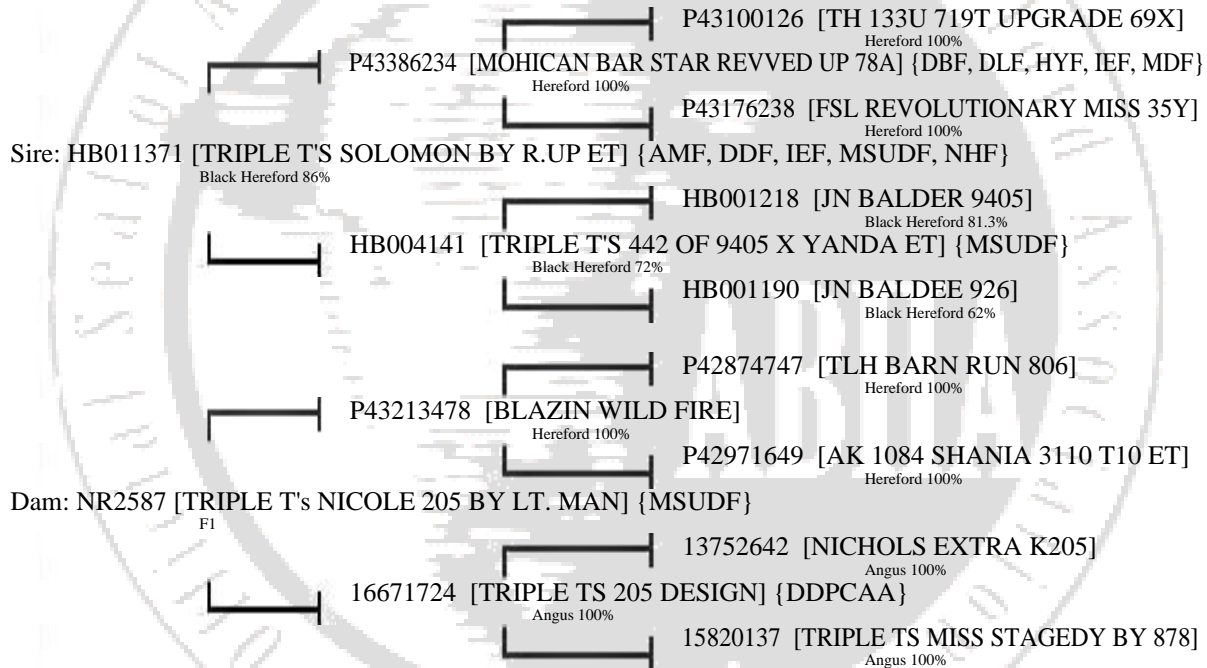 P43100126 [TH 133U 719T UPGRADE 69X]
Hereford 100%
P43386234 [MOHICAN BAR STAR REVVED UP 78A] {DBF, DLF, HYF, IEF, MDF}
Hereford 100%
P43176238 [FSL REVOLUTIONARY MISS 35Y]
Hereford 100%
Sire: HB011371 [TRIPLE T'S SOLOMON BY R.UP ET] {AMF, DDF, IEF, MSUDF, NHF}
Black Hereford 86%
HB001218 [JN BALDER 9405]
Black Hereford 81.3%
HB004141 [TRIPLE T'S 442 OF 9405 X YANDA ET] {MSUDF}
Black Hereford 72%
HB001190 [JN BALDEE 926]
Black Hereford 62%
P42874747 [TLH BARN RUN 806]
Hereford 100%
P43213478 [BLAZIN WILD FIRE]
Hereford 100%
P42971649 [AK 1084 SHANIA 3110 T10 ET]
Hereford 100%
Dam: NR2587 [TRIPLE T's NICOLE 205 BY LT. MAN] {MSUDF}
F1
13752642 [NICHOLS EXTRA K205]
Angus 100%
16671724 [TRIPLE TS 205 DESIGN] {DDPCAA}
Angus 100%
15820137 [TRIPLE TS MISS STAGEDY BY 878]
Angus 100%
ABHA